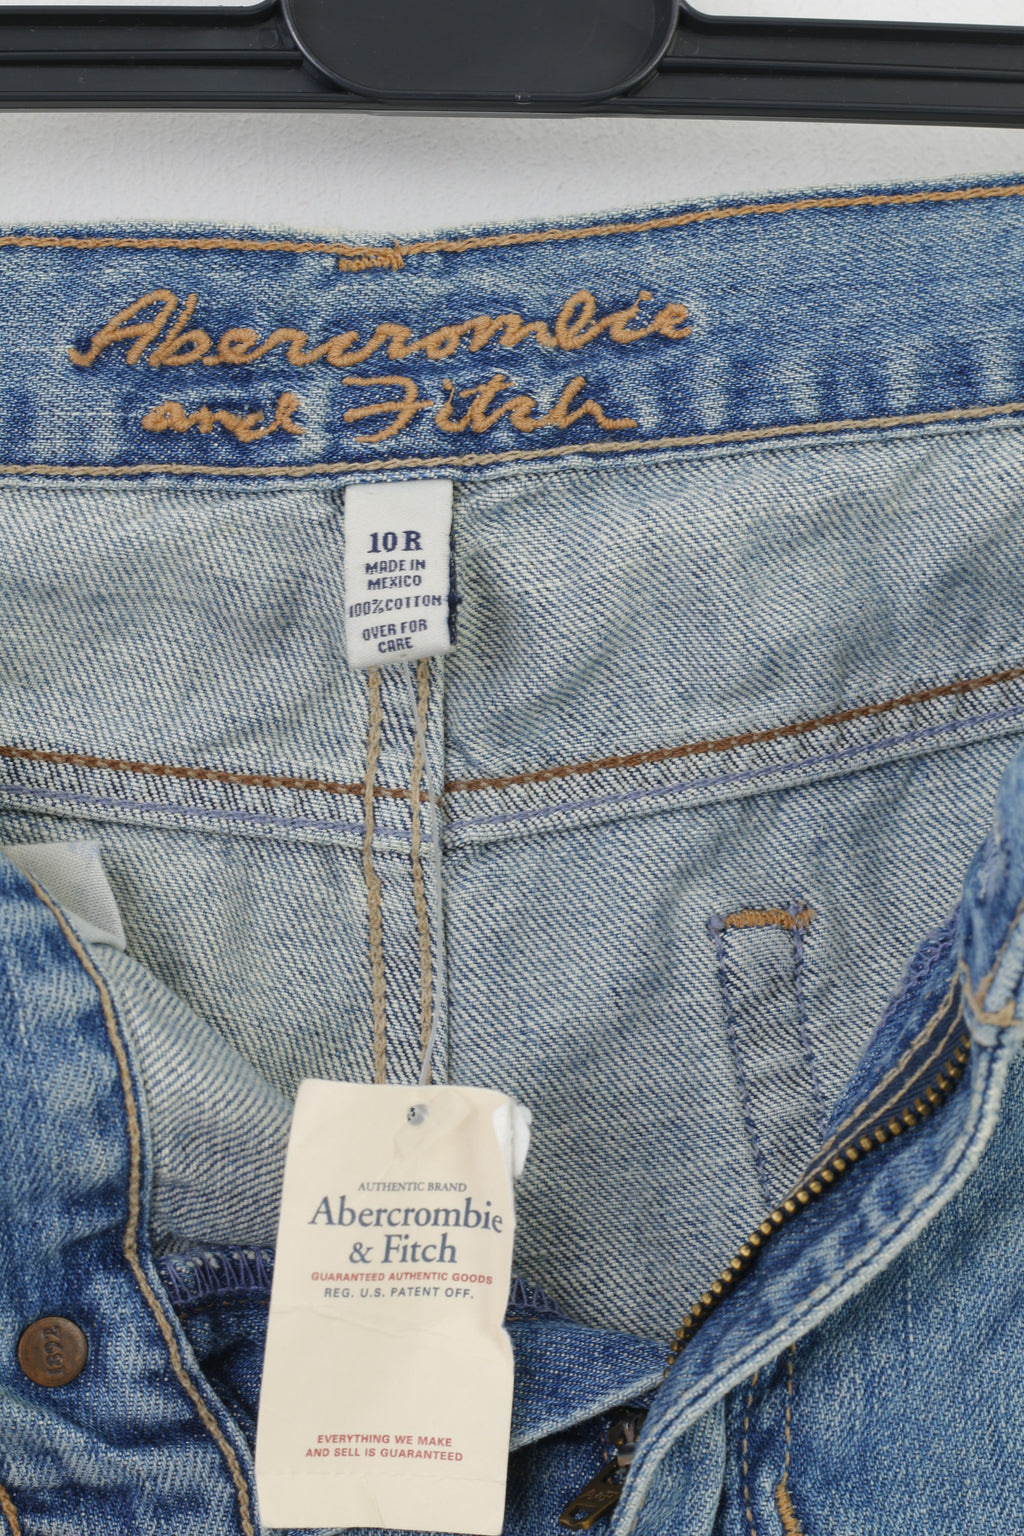 Abercrombie
and Fitch
10 R
MADE IN
MEXICO
100% COTTON
OVER FOR
CARE
AUTHENTIC BRAND
Abercrombie
& Fitch
GUARANTEED AUTHENTIC GOODS
REG. U.S. PATENT OFF.
1892
EVERYTHING WE MAKE
AND SELL IS GUARANTEED